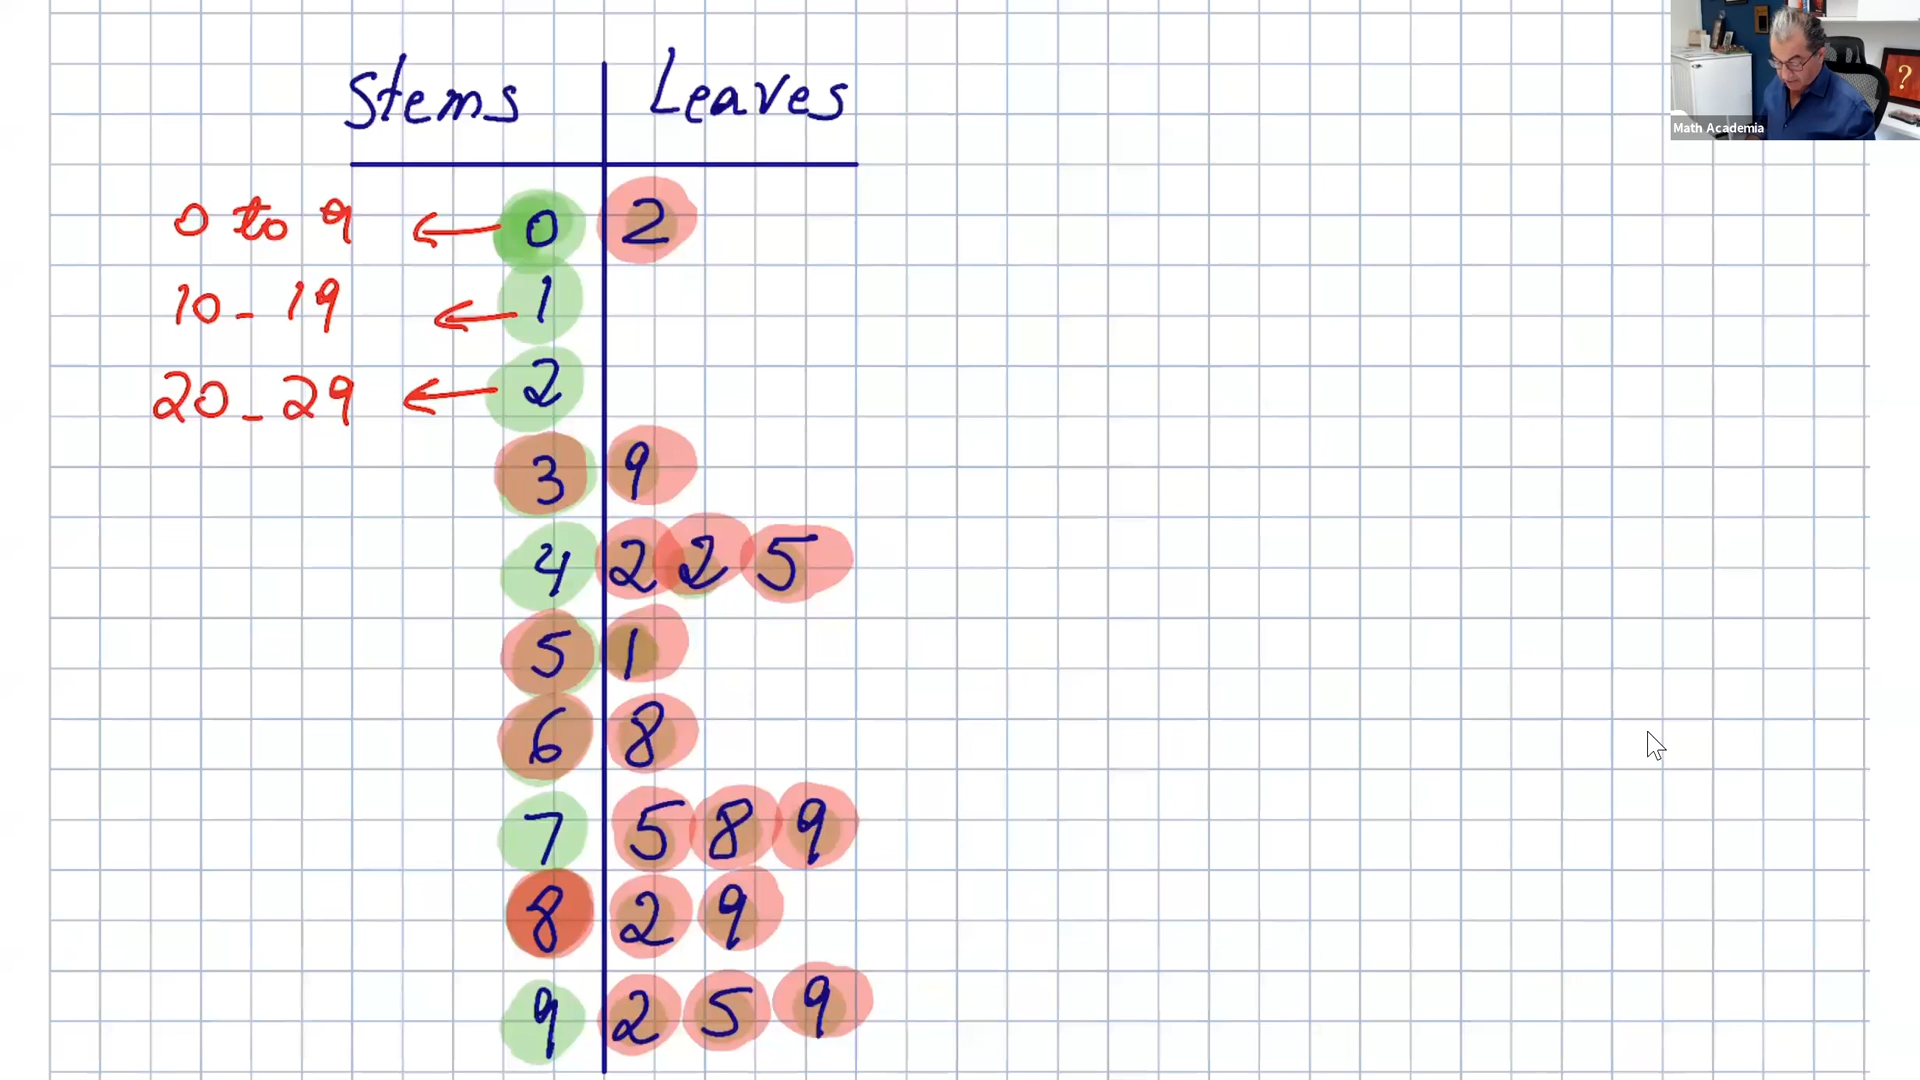 Stems Leaves
?
Math Academia
0 to 9 ← 0 2
10 - 19 ← 1
20 - 29 ← 2
3 9
4 2 2 5
5 1
6 8
7 5 8 9
8 2 9
9 2 5 9